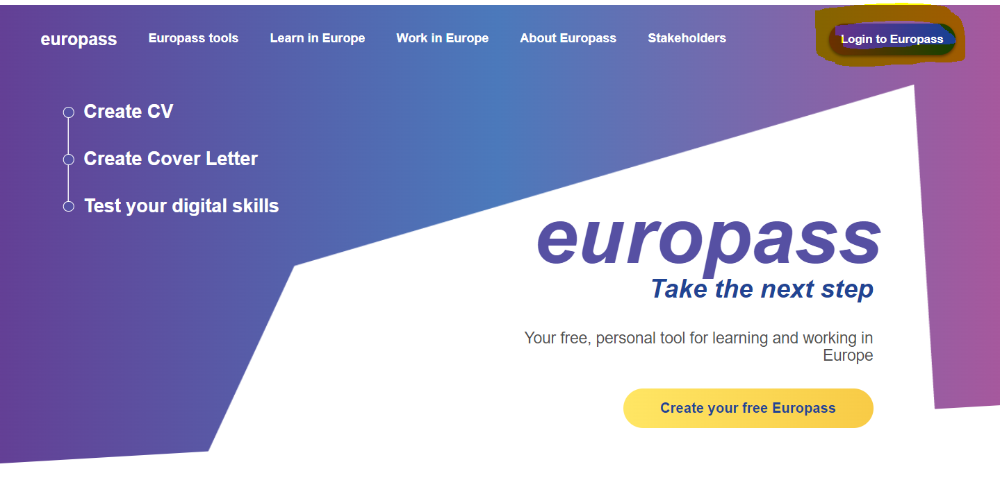 europass
Europass tools
Learn in Europe
Work in Europe
About Europass
Stakeholders
Login to Europass
Create CV
Create Cover Letter
Test your digital skills
europass
Take the next step
Your free, personal tool for learning and working in
Europe
Create your free Europass